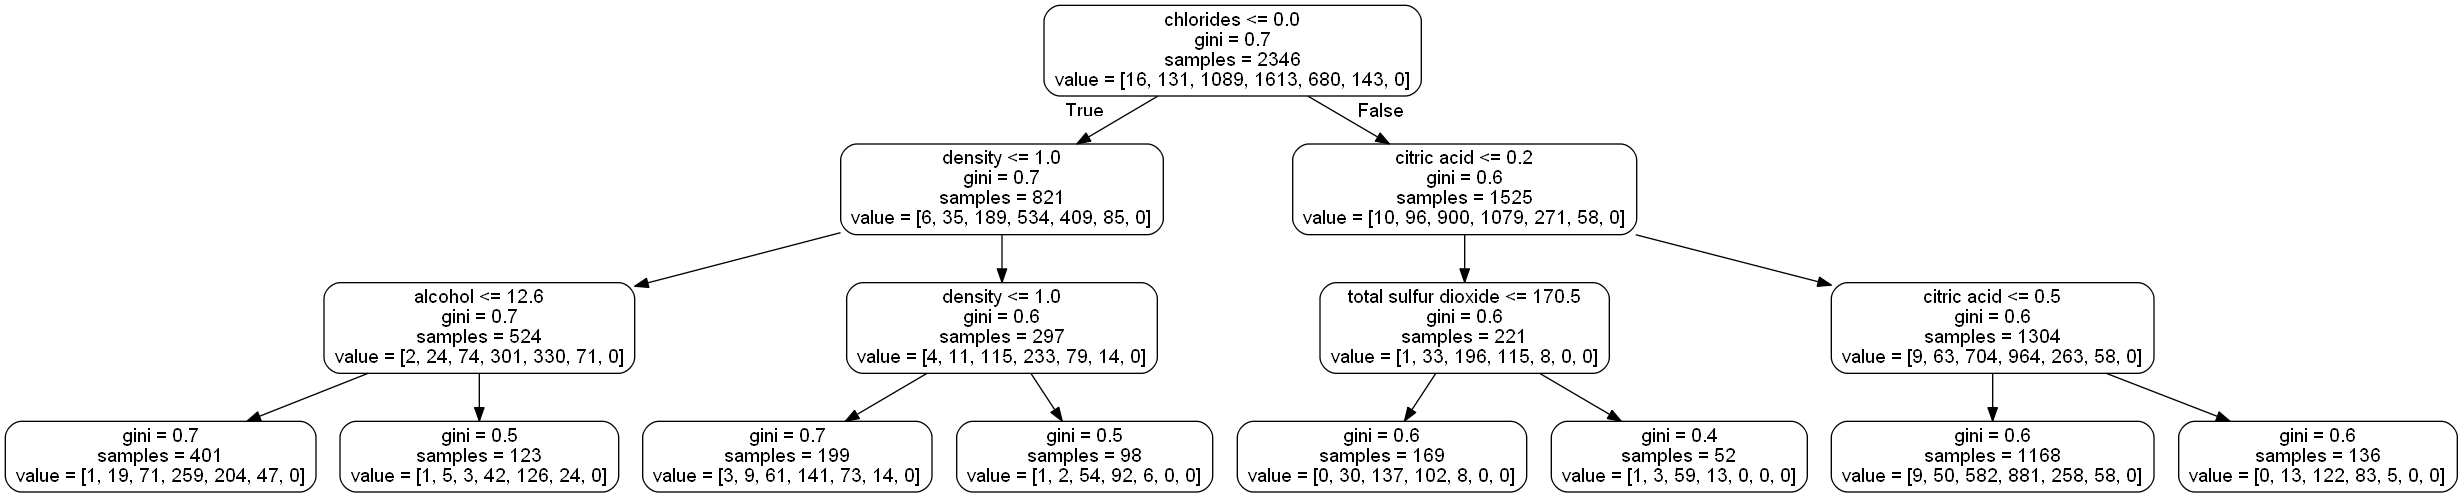 chlorides <= 0.0
gini = 0.7
samples = 2346
value = [16, 131, 1089, 1613, 680, 143, 0]
True
False
density <= 1.0
gini = 0.7
samples = 821
value = [6, 35, 189, 534, 409, 85, 0]
citric acid <= 0.2
gini = 0.6
samples = 1525
value = [10, 96, 900, 1079, 271, 58, 0]
alcohol <= 12.6
gini = 0.7
samples = 524
value = [2, 24, 74, 301, 330, 71, 0]
density <= 1.0
gini = 0.6
samples = 297
value = [4, 11, 115, 233, 79, 14, 0]
total sulfur dioxide <= 170.5
gini = 0.6
samples = 221
value = [1, 33, 196, 115, 8, 0, 0]
citric acid <= 0.5
gini = 0.6
samples = 1304
value = [9, 63, 704, 964, 263, 58, 0]
gini = 0.7
samples = 401
value = [1, 19, 71, 259, 204, 47, 0]
gini = 0.5
samples = 123
value = [1, 5, 3, 42, 126, 24, 0]
gini = 0.7
samples = 199
value = [3, 9, 61, 141, 73, 14, 0]
gini = 0.5
samples = 98
value = [1, 2, 54, 92, 6, 0, 0]
gini = 0.6
samples = 169
value = [0, 30, 137, 102, 8, 0, 0]
gini = 0.4
samples = 52
value = [1, 3, 59, 13, 0, 0, 0]
gini = 0.6
samples = 1168
value = [9, 50, 582, 881, 258, 58, 0]
gini = 0.6
samples = 136
value = [0, 13, 122, 83, 5, 0, 0]